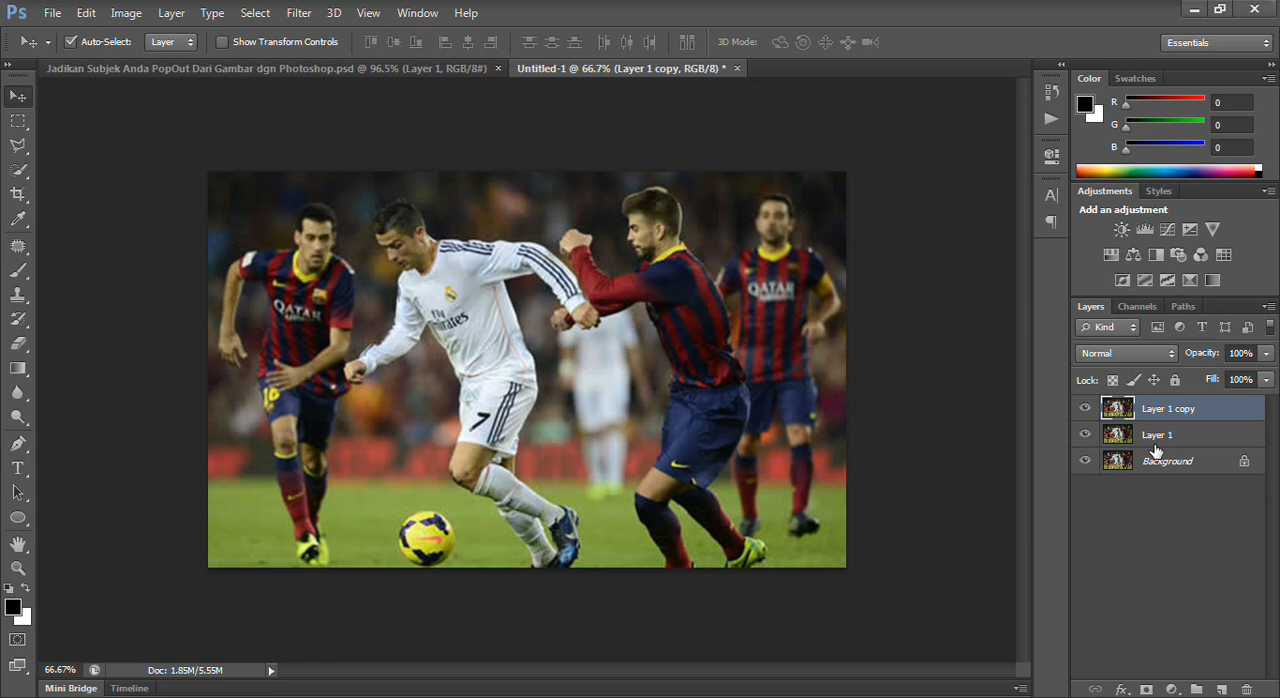 Ps File Edit Image Layer Type Select Filter 3D View Window Help
Auto-Select: Layer Show Transform Controls 3D Mode: Essentials
Jadikan Subjek Anda PopOut Dari Gambar dgn Photoshop.psd @ 96.5% (Layer 1, RGB/8#) × Untitled-1 @ 66.7% (Layer 1 copy, RGB/8) * ×
Color Swatches
R 0
G 0
B 0
Adjustments Styles
Add an adjustment
Layers Channels Paths
Kind
Normal Opacity: 100%
Lock: Fill: 100%
Layer 1 copy
Layer 1
Background
QATAR
Fly
Emirates
QATAR
16
7
66.67% Doc: 1.85M/5.55M
Mini Bridge Timeline